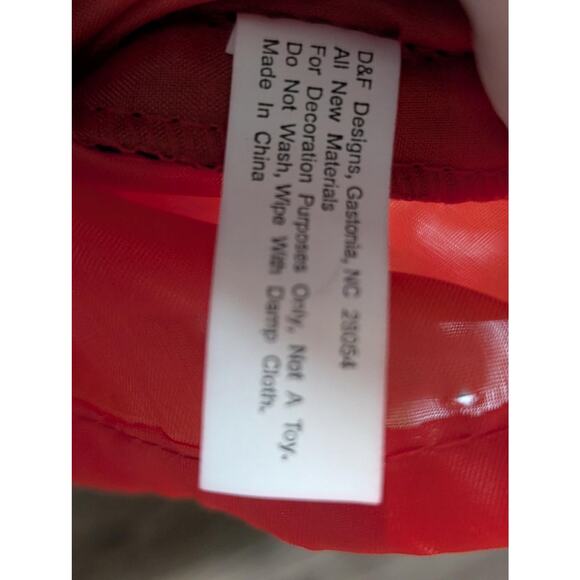 D&F Designs, Gastonia, NC 28054
All New Materials
For Decoration Purposes Only. Not A Toy.
Do Not Wash, Wipe With Damp Cloth.
Made In China